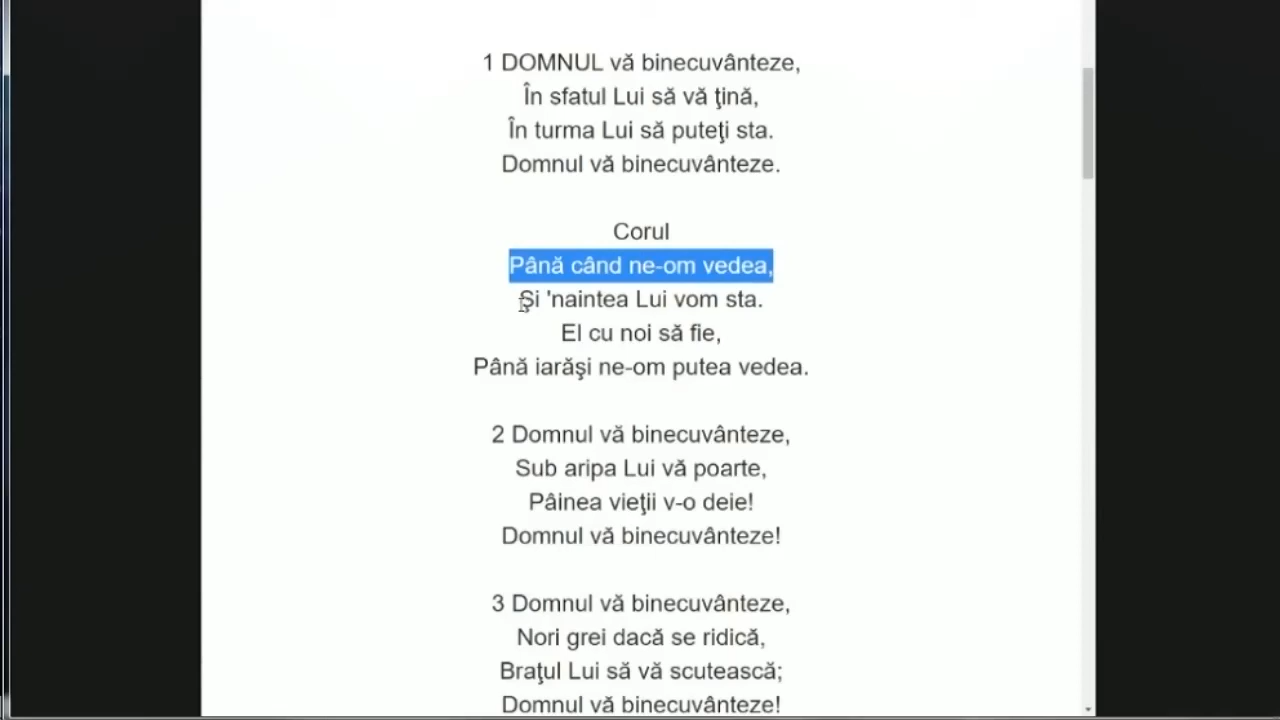 1 DOMNUL vă binecuvânteze,
În sfatul Lui să vă ţină,
În turma Lui să puteţi sta.
Domnul vă binecuvânteze.
Corul
Până când ne-om vedea,
Şi 'naintea Lui vom sta.
El cu noi să fie,
Până iarăşi ne-om putea vedea.
2 Domnul vă binecuvânteze,
Sub aripa Lui vă poarte,
Pâinea vieţii v-o deie!
Domnul vă binecuvânteze!
3 Domnul vă binecuvânteze,
Nori grei dacă se ridică,
Braţul Lui să vă scutească;
Domnul vă binecuvânteze!